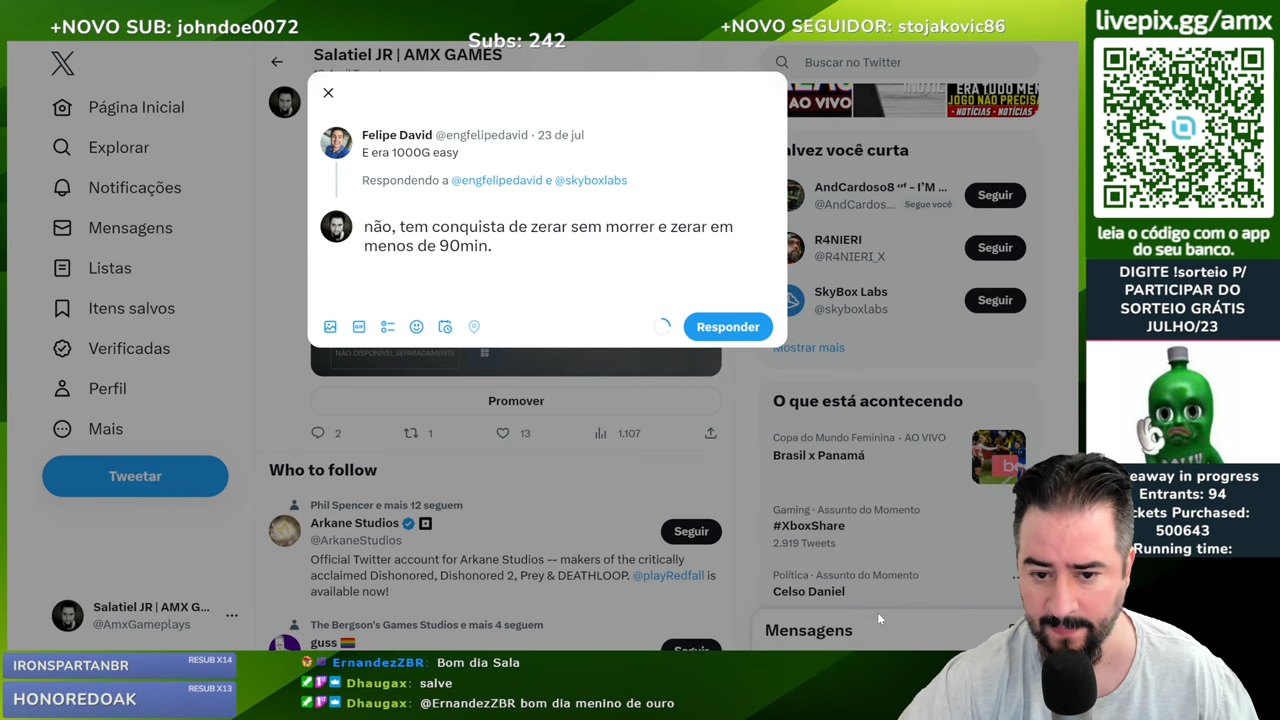 +NOVO SUB: johndoe0072
Subs: 242
+NOVO SEGUIDOR: stojakovic86
livepix.gg/amx
leia o código com o app
do seu banco.
DIGITE !sorteio P/
PARTICIPAR DO
SORTEIO GRÁTIS
JULHO/23
eaway in progress
Entrants: 94
ckets Purchased:
500643
Running time:
X
Página Inicial
Explorar
Notificações
Mensagens
Listas
Itens salvos
Verificadas
Perfil
Mais
Tweetar
Salatiel JR | AMX G...
@AmxGameplays
Salatiel JR | AMX GAMES
Felipe David @engfelipedavid · 23 de jul
E era 1000G easy
Respondendo a @engfelipedavid e @skyboxlabs
não, tem conquista de zerar sem morrer e zerar em
menos de 90min.
GIF
Responder
NÃO DISPONÍVEL SEPARADAMENTE
Promover
2
1
13
1.107
Who to follow
Phil Spencer e mais 12 seguem
Arkane Studios
@ArkaneStudios
Seguir
Official Twitter account for Arkane Studios -- makers of the critically
acclaimed Dishonored, Dishonored 2, Prey & DEATHLOOP. @playRedfall is
available now!
The Bergson's Games Studios e mais 4 seguem
guss
Seguir
Buscar no Twitter
AO VIVO
ERA TUDO MEN
JOGO NÃO PRECISA
- NOTÍCIAS - NOTÍCIAS -
alvez você curta
AndCardoso8 - I'M ...
@AndCardos...
Segue você
Seguir
R4NIERI
@R4NIERI_X
Seguir
SkyBox Labs
@skyboxlabs
Seguir
Mostrar mais
O que está acontecendo
Copa do Mundo Feminina · AO VIVO
Brasil x Panamá
Gaming · Assunto do Momento
#XboxShare
2.919 Tweets
Política · Assunto do Momento
Celso Daniel
Mensagens
IRONSPARTANBR
RESUB X14
HONOREDOAK
RESUB X13
ErnandezZBR: Bom dia Sala
Dhaugax: salve
Dhaugax: @ErnandezZBR bom dia menino de ouro